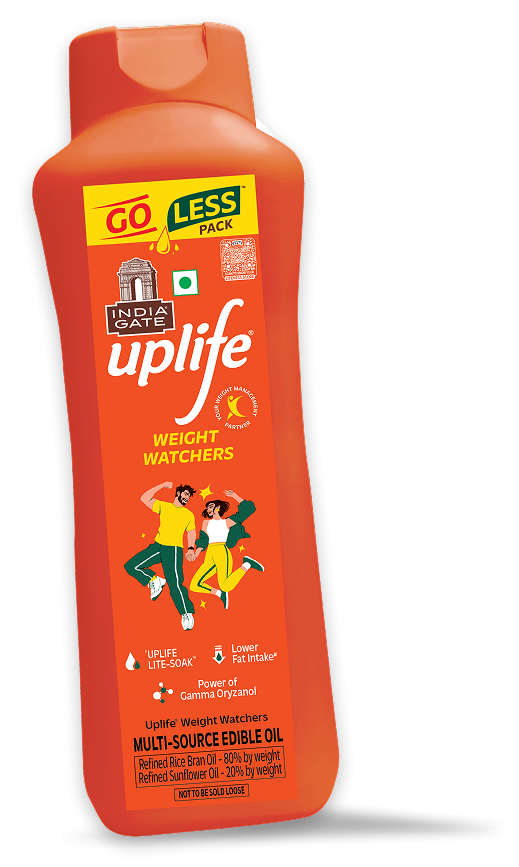 GO LESS™
PACK
INDIA
GATE
uplife®
YOUR WEIGHT MANAGEMENT
PARTNER
WEIGHT
WATCHERS
'UPLIFE
LITE-SOAK™
Lower
Fat Intake#
Power of
Gamma Oryzanol
Uplife® Weight Watchers
MULTI-SOURCE EDIBLE OIL
Refined Rice Bran Oil - 80% by weight
Refined Sunflower Oil - 20% by weight
NOT TO BE SOLD LOOSE